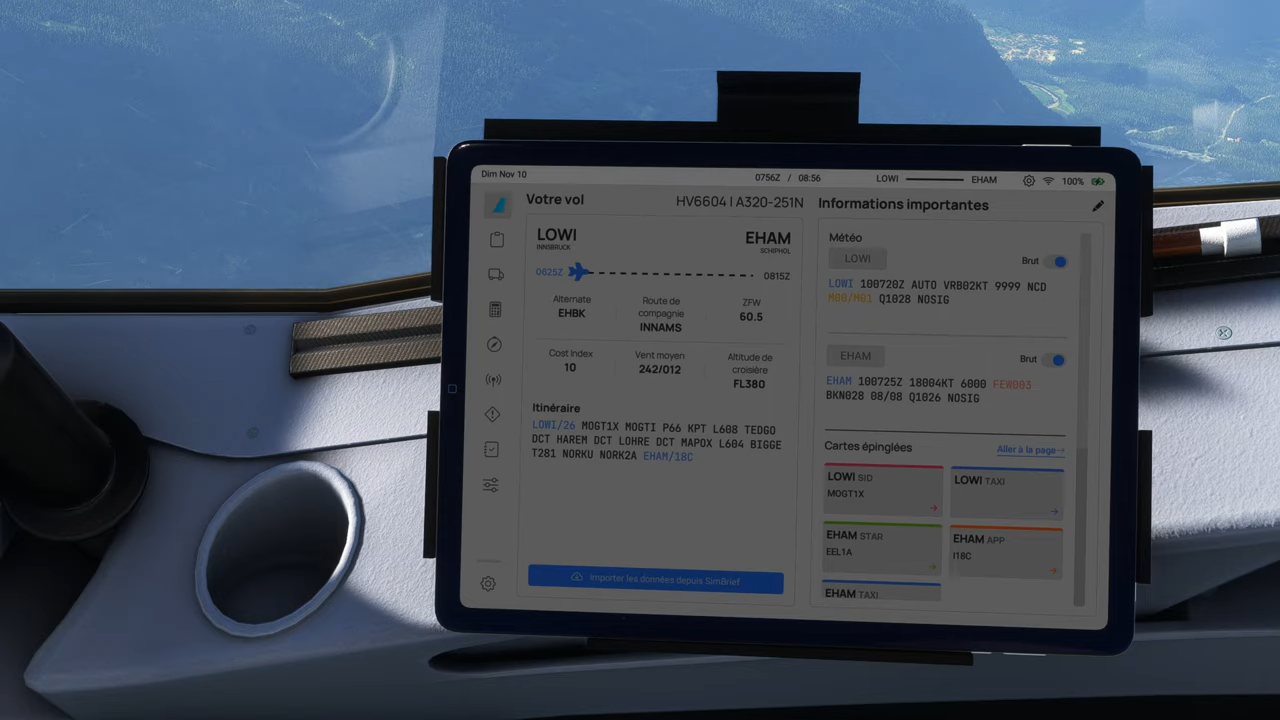 Dim Nov 10
0756Z / 08:56
LOWI EHAM
100%
Votre vol
HV6604 | A320-251N
LOWI
INNSBRUCK
EHAM
SCHIPHOL
0625Z
0815Z
Alternate
EHBK
Route de
compagnie
INNAMS
ZFW
60.5
Cost Index
10
Vent moyen
242/012
Altitude de
croisière
FL380
Itinéraire
LOWI/26 MOGT1X MOGTI P66 KPT L608 TEDGO
DCT HAREM DCT LOHRE DCT MAPOX L604 BIGGE
T281 NORKU NORK2A EHAM/18C
Importer les données depuis SimBrief
Informations importantes
Météo
LOWI
Brut
LOWI 100720Z AUTO VRB02KT 9999 NCD
M00/M01 Q1028 NOSIG
EHAM
Brut
EHAM 100725Z 18004KT 6000 FEW003
BKN028 08/08 Q1026 NOSIG
Cartes épinglées
Aller à la page
LOWI SID
MOGT1X
LOWI TAXI
EHAM STAR
EEL1A
EHAM APP
I18C
EHAM TAXI